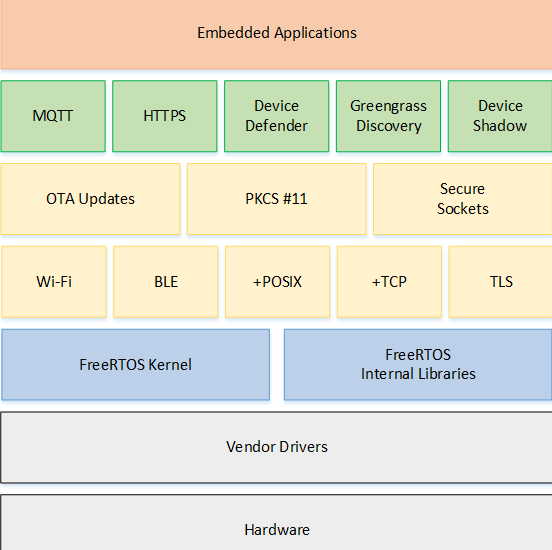 Embedded Applications
MQTT
HTTPS
Device
Defender
Greengrass
Discovery
Device
Shadow
OTA Updates
PKCS #11
Secure
Sockets
Wi-Fi
BLE
+POSIX
+TCP
TLS
FreeRTOS Kernel
FreeRTOS
Internal Libraries
Vendor Drivers
Hardware